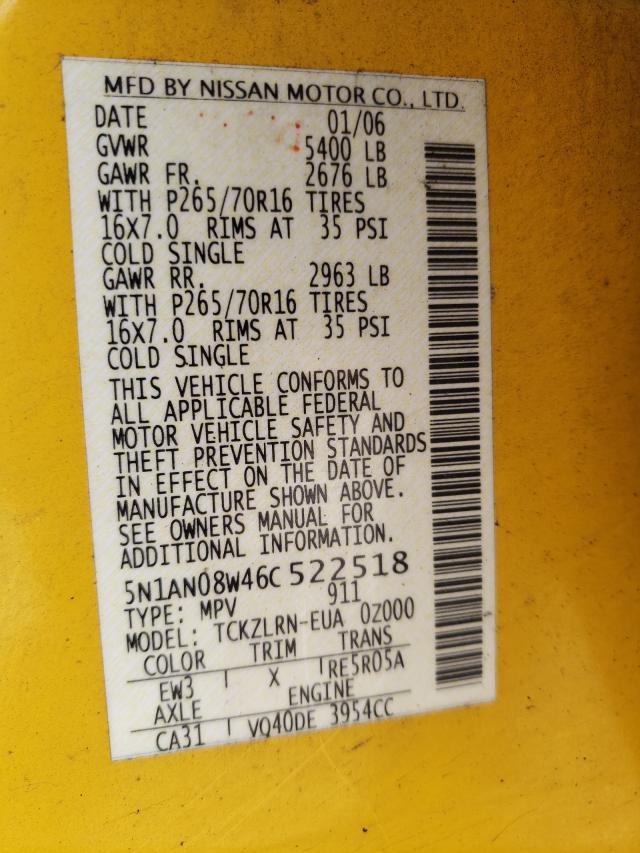 MFD BY NISSAN MOTOR CO., LTD.
DATE 01/06
GVWR 5400 LB
GAWR FR. 2676 LB
WITH P265/70R16 TIRES
16X7.0 RIMS AT 35 PSI
COLD SINGLE
GAWR RR. 2963 LB
WITH P265/70R16 TIRES
16X7.0 RIMS AT 35 PSI
COLD SINGLE
THIS VEHICLE CONFORMS TO
ALL APPLICABLE FEDERAL
MOTOR VEHICLE SAFETY AND
THEFT PREVENTION STANDARDS
IN EFFECT ON THE DATE OF
MANUFACTURE SHOWN ABOVE.
SEE OWNERS MANUAL FOR
ADDITIONAL INFORMATION.
5N1AN08W46C522518
TYPE: MPV 911
MODEL: TCKZLRN-EUA 0Z000
COLOR TRIM TRANS
EW3 X RE5R05A
AXLE ENGINE
CA31 VQ40DE 3954CC